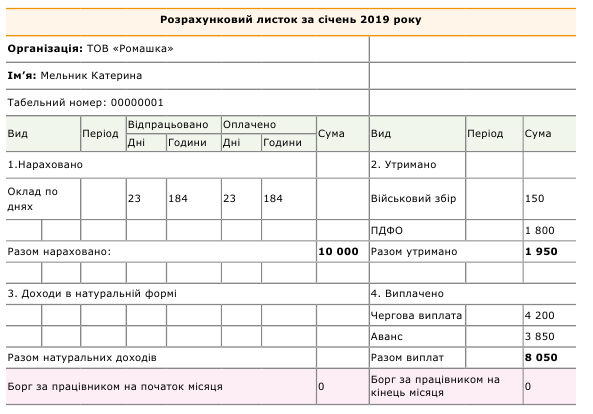 Розрахунковий листок за січень 2019 року
Організація: ТОВ «Ромашка»
Ім’я: Мельник Катерина
Табельний номер: 00000001
Вид Період Відпрацьовано Оплачено Сума Вид Період Сума
Дні Години Дні Години
1.Нараховано 2. Утримано
Оклад по днях 23 184 23 184 Військовий збір 150
ПДФО 1 800
Разом нараховано: 10 000 Разом утримано 1 950
3. Доходи в натуральній формі 4. Виплачено
Чергова виплата 4 200
Аванс 3 850
Разом натуральних доходів Разом виплат 8 050
Борг за працівником на початок місяця 0 Борг за працівником на кінець місяця 0